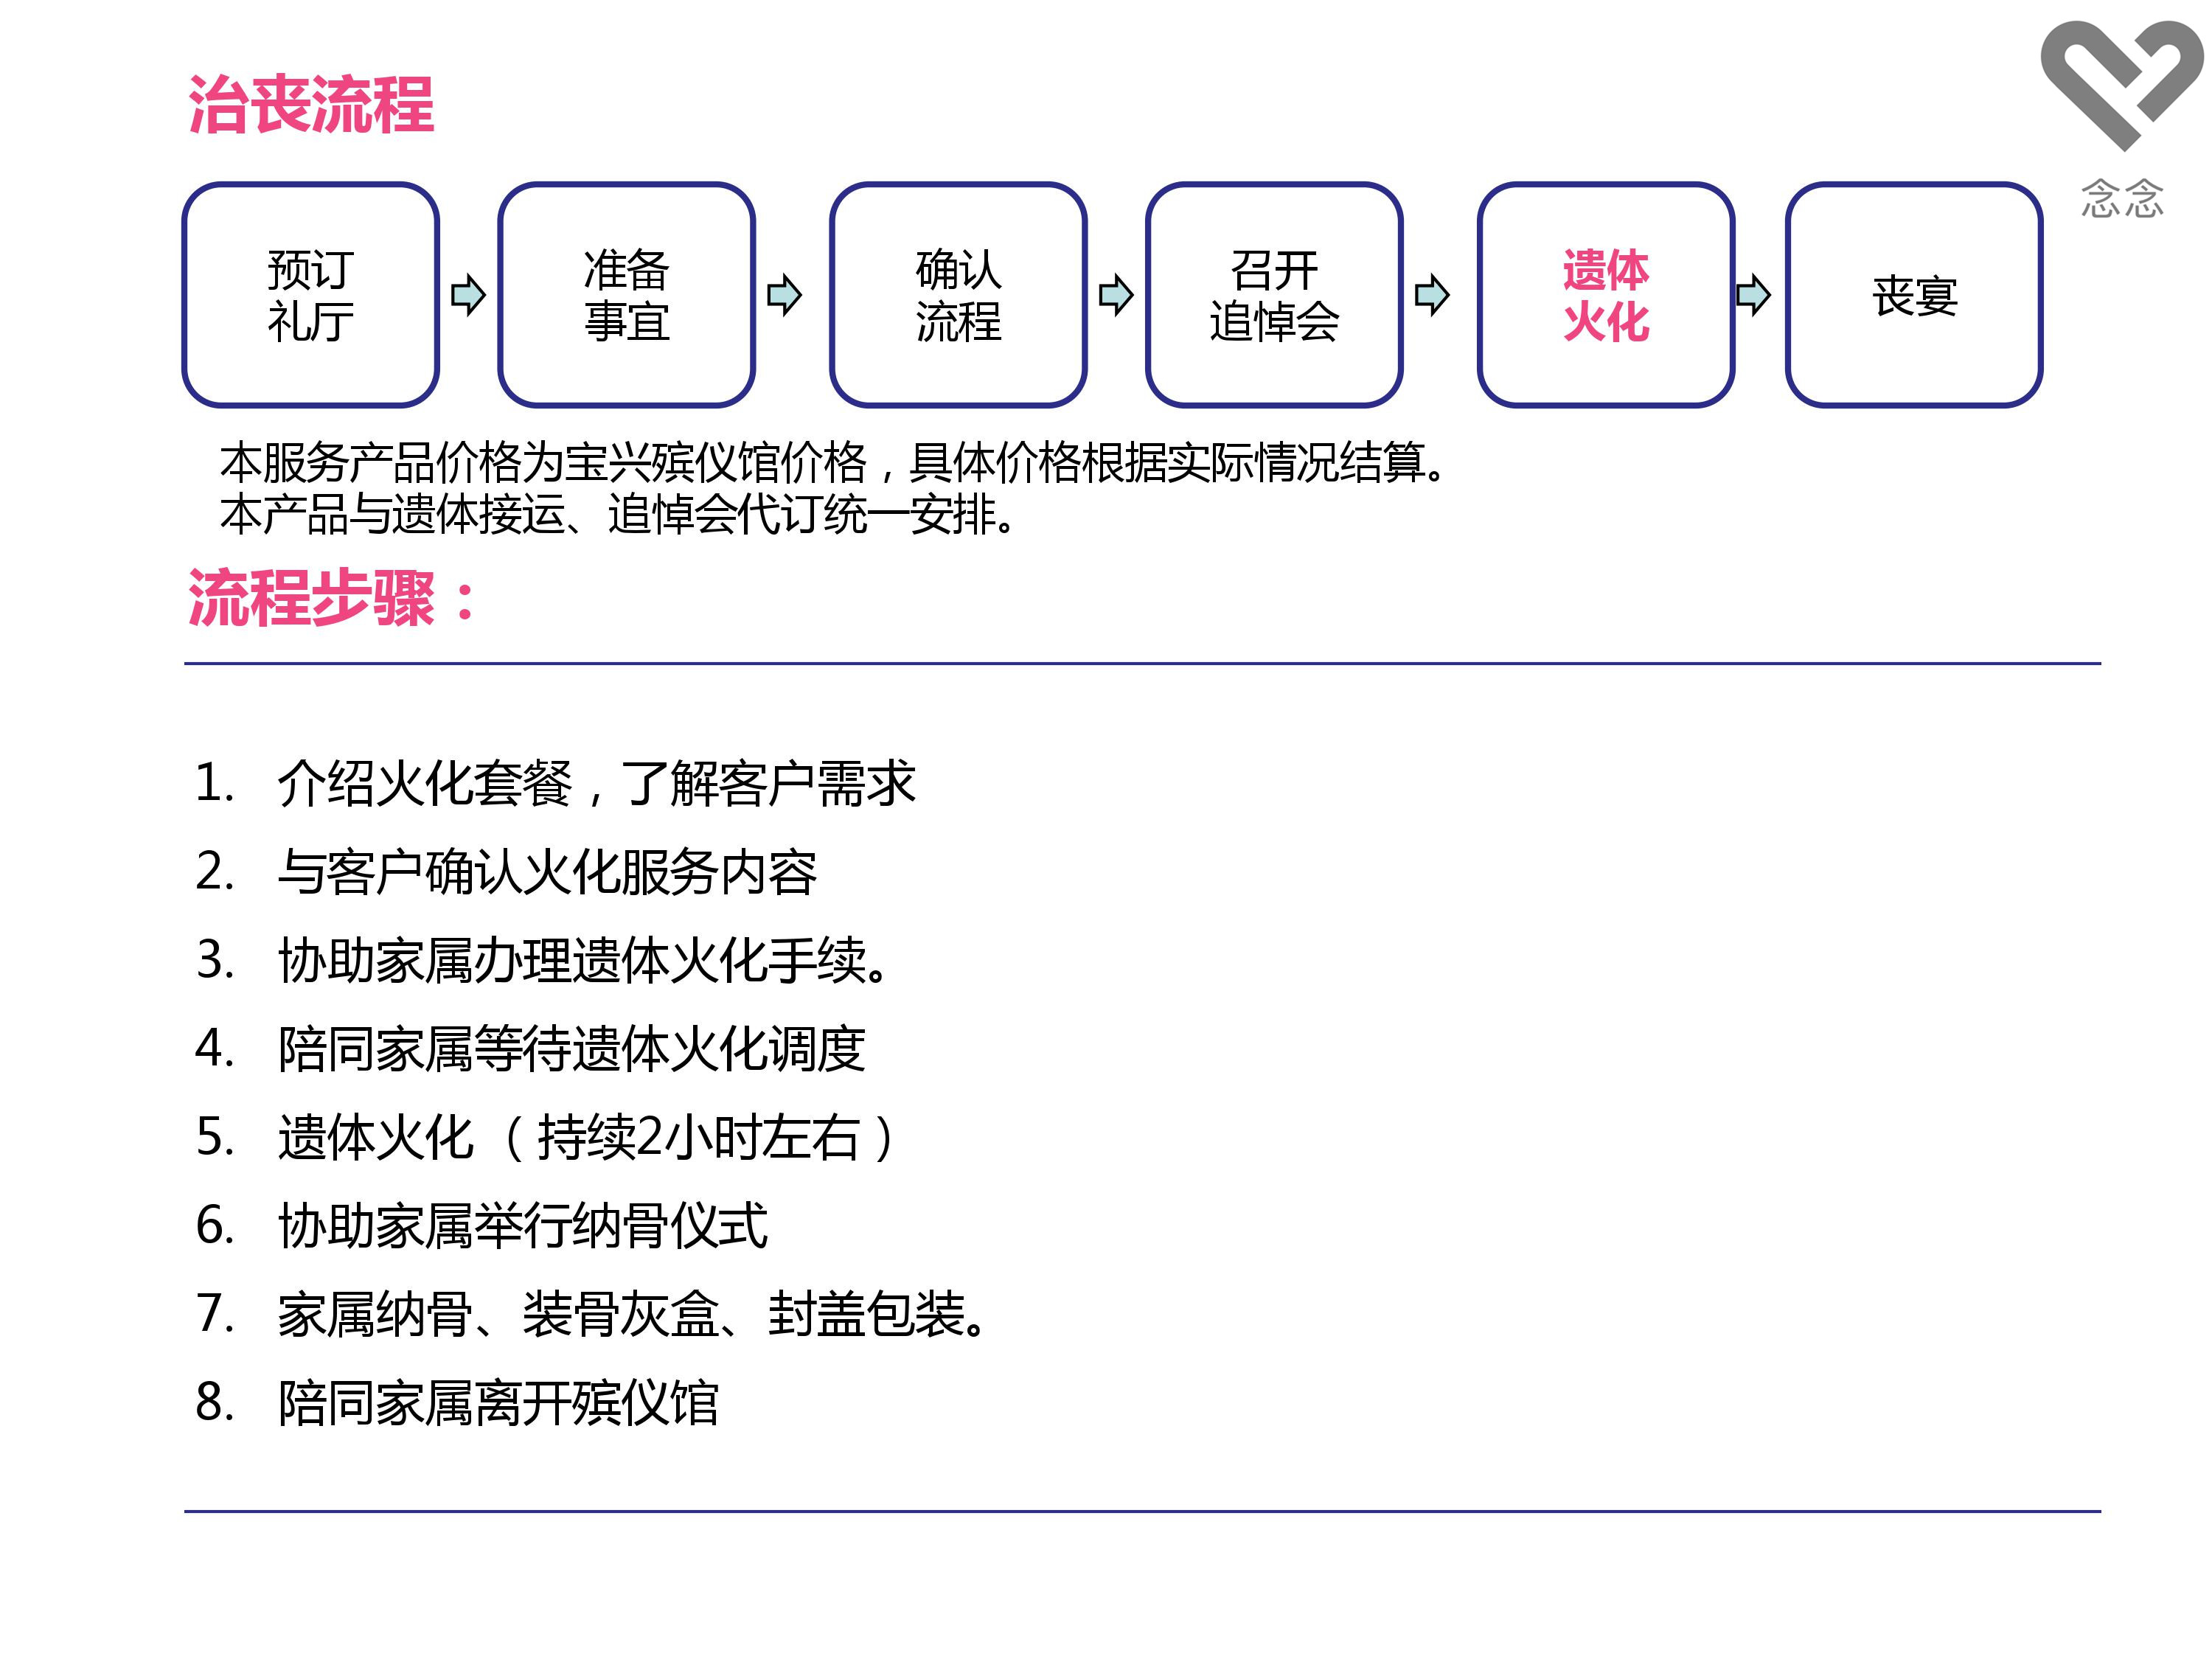 治丧流程
念念
预订
礼厅
准备
事宜
确认
流程
召开
追悼会
遗体
火化
丧宴
本服务产品价格为宝兴殡仪馆价格，具体价格根据实际情况结算。
本产品与遗体接运、追悼会代订统一安排。
流程步骤：
1. 介绍火化套餐，了解客户需求
2. 与客户确认火化服务内容
3. 协助家属办理遗体火化手续。
4. 陪同家属等待遗体火化调度
5. 遗体火化（持续2小时左右）
6. 协助家属举行纳骨仪式
7. 家属纳骨、装骨灰盒、封盖包装。
8. 陪同家属离开殡仪馆